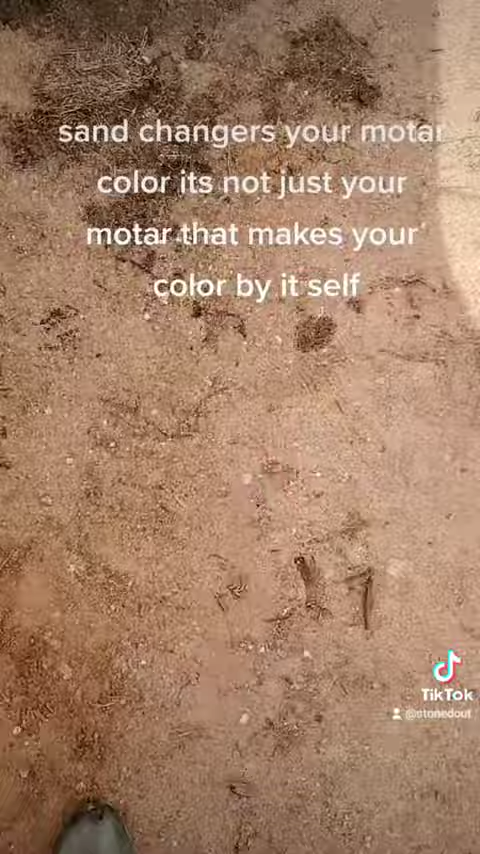 sand changers your motar
color its not just your
motar that makes your
color by it self
TikTok
@stonedout